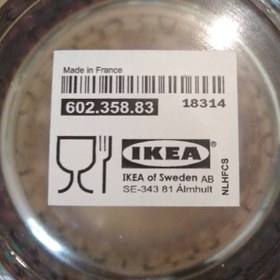 Made in France
602.358.83 18314
IKEA
IKEA of Sweden AB
SE-343 81 Älmhult
NLHFCS